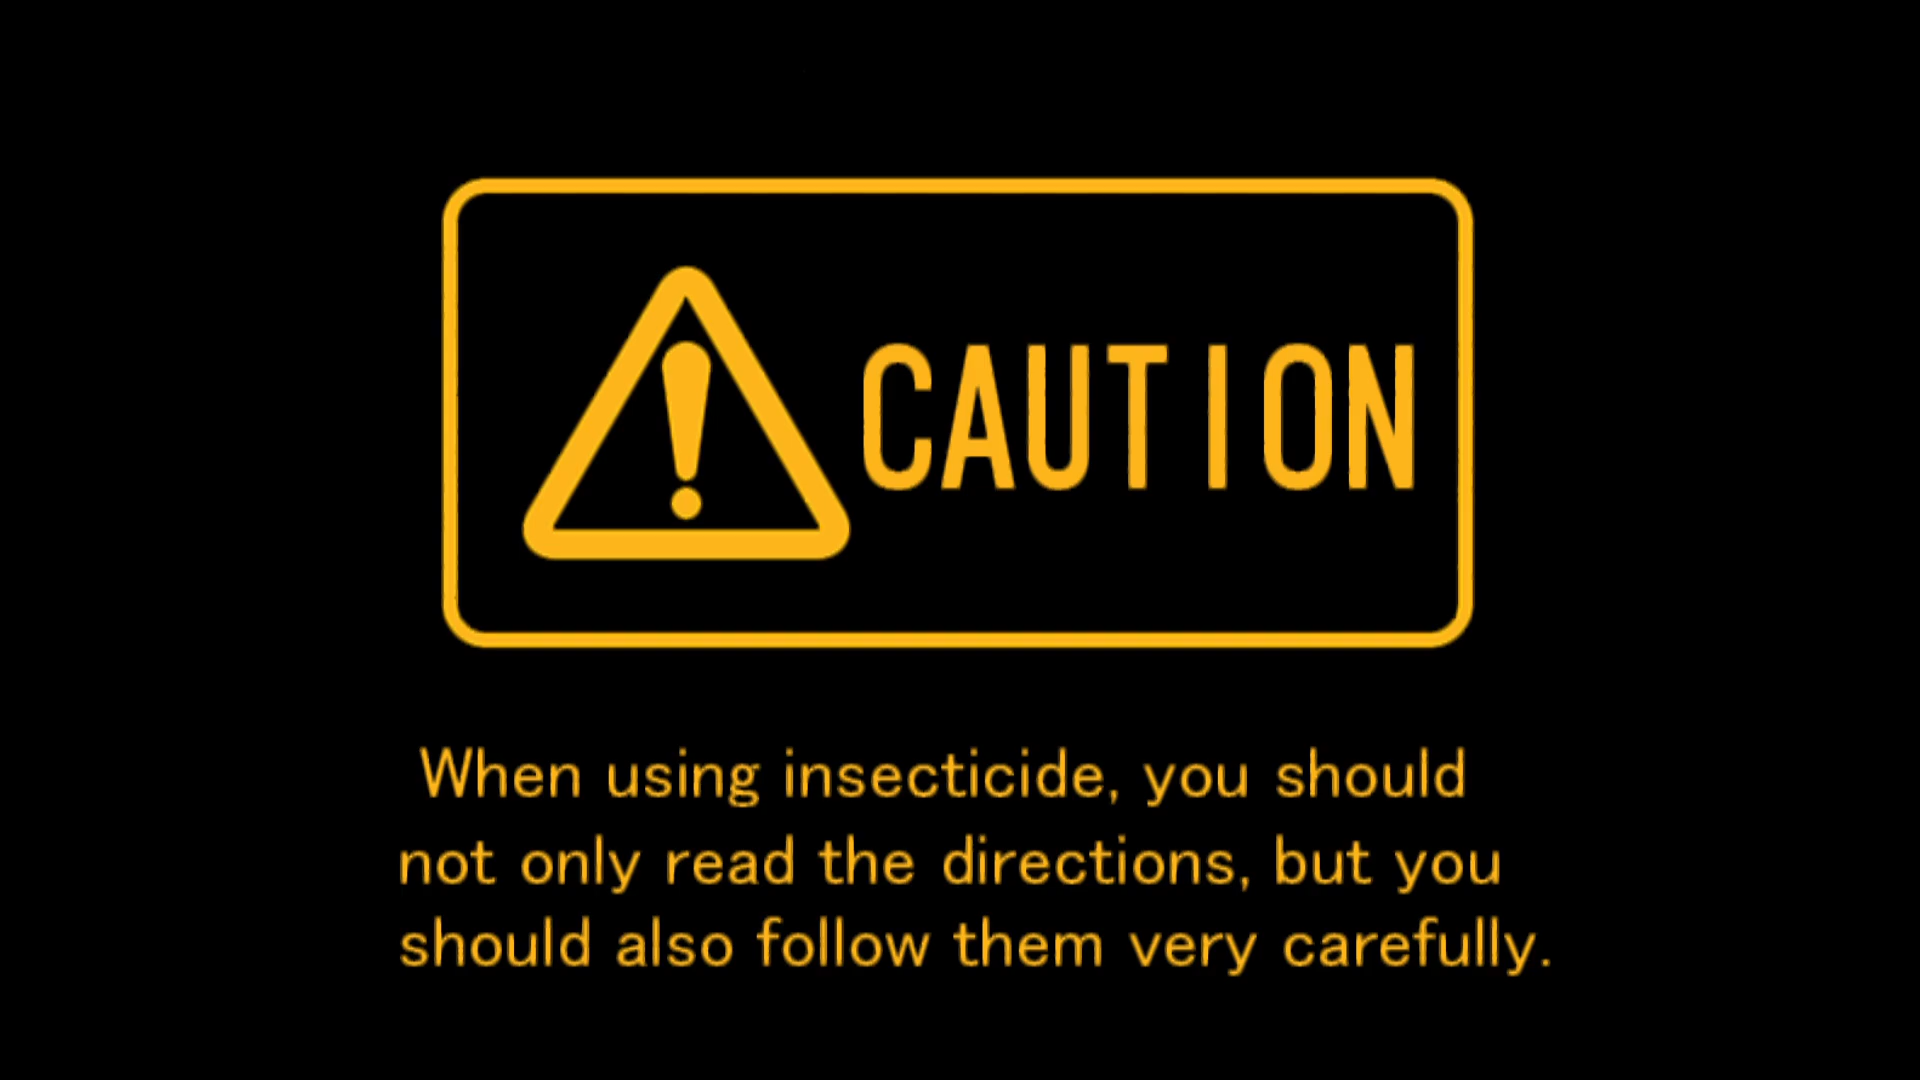 CAUTION
When using insecticide, you should
not only read the directions, but you
should also follow them very carefully.